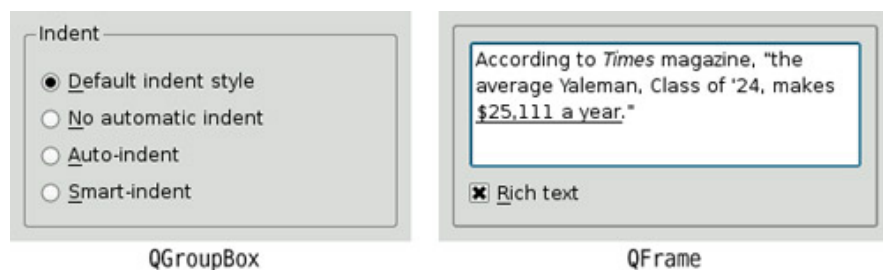 Indent
Default indent style
No automatic indent
Auto-indent
Smart-indent
QGroupBox
According to Times magazine, "the
average Yaleman, Class of '24, makes
$25,111 a year."
Rich text
QFrame